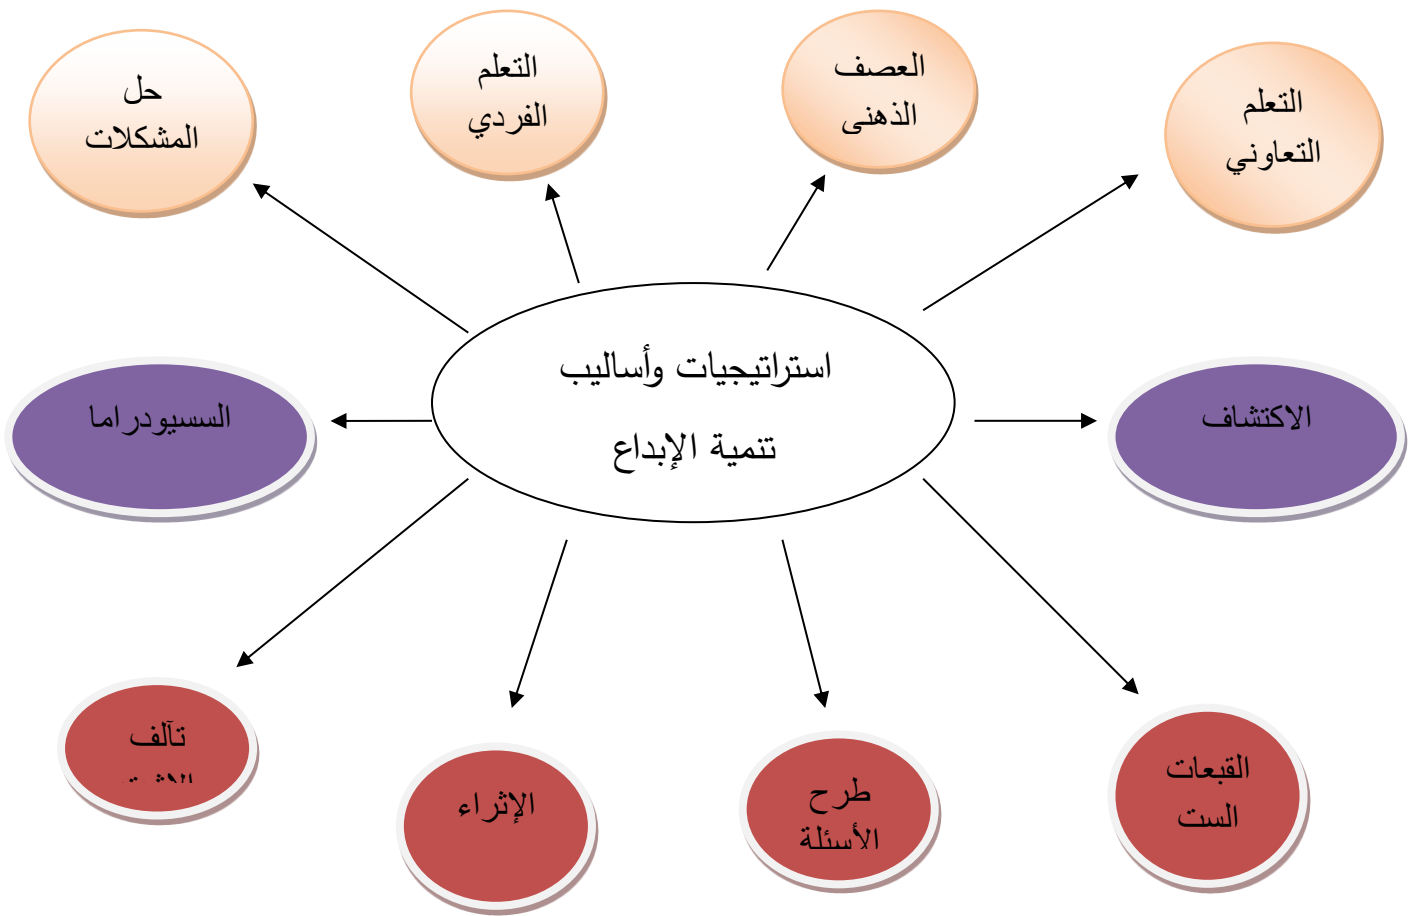 التعلم
التعاوني
العصف
الذهنى
التعلم
الفردي
حل
المشكلات
استراتيجيات وأساليب
تنمية الإبداع
الاكتشاف
السسيودراما
القبعات
الست
طرح
الأسئلة
الإثراء
تآلف